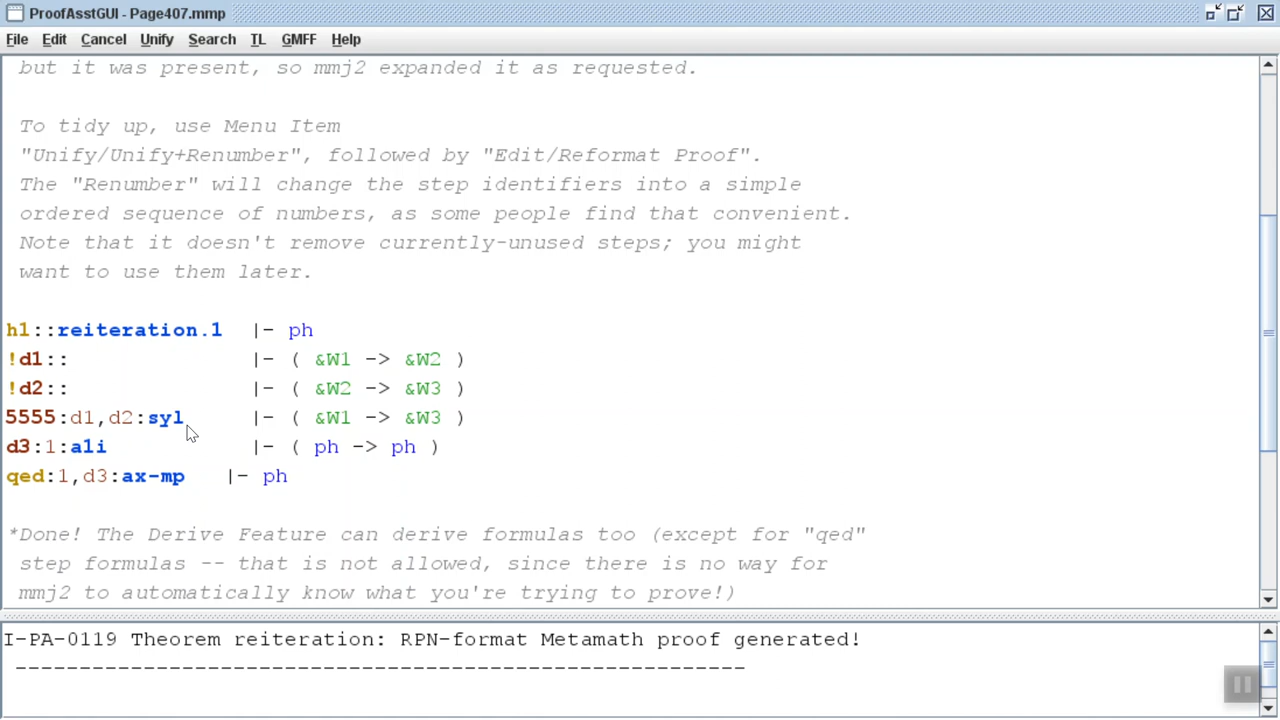 ProofAsstGUI - Page407.mmp
File Edit Cancel Unify Search TL GMFF Help
but it was present, so mmj2 expanded it as requested.
To tidy up, use Menu Item
"Unify/Unify+Renumber", followed by "Edit/Reformat Proof".
The "Renumber" will change the step identifiers into a simple
ordered sequence of numbers, as some people find that convenient.
Note that it doesn't remove currently-unused steps; you might
want to use them later.
h1::reiteration.1 |- ph
!d1:: |- ( &W1 -> &W2 )
!d2:: |- ( &W2 -> &W3 )
5555:d1,d2:syl |- ( &W1 -> &W3 )
d3:1:a1i |- ( ph -> ph )
qed:1,d3:ax-mp |- ph
*Done! The Derive Feature can derive formulas too (except for "qed"
step formulas -- that is not allowed, since there is no way for
mmj2 to automatically know what you're trying to prove!)
I-PA-0119 Theorem reiteration: RPN-format Metamath proof generated!
---------------------------------------------------------